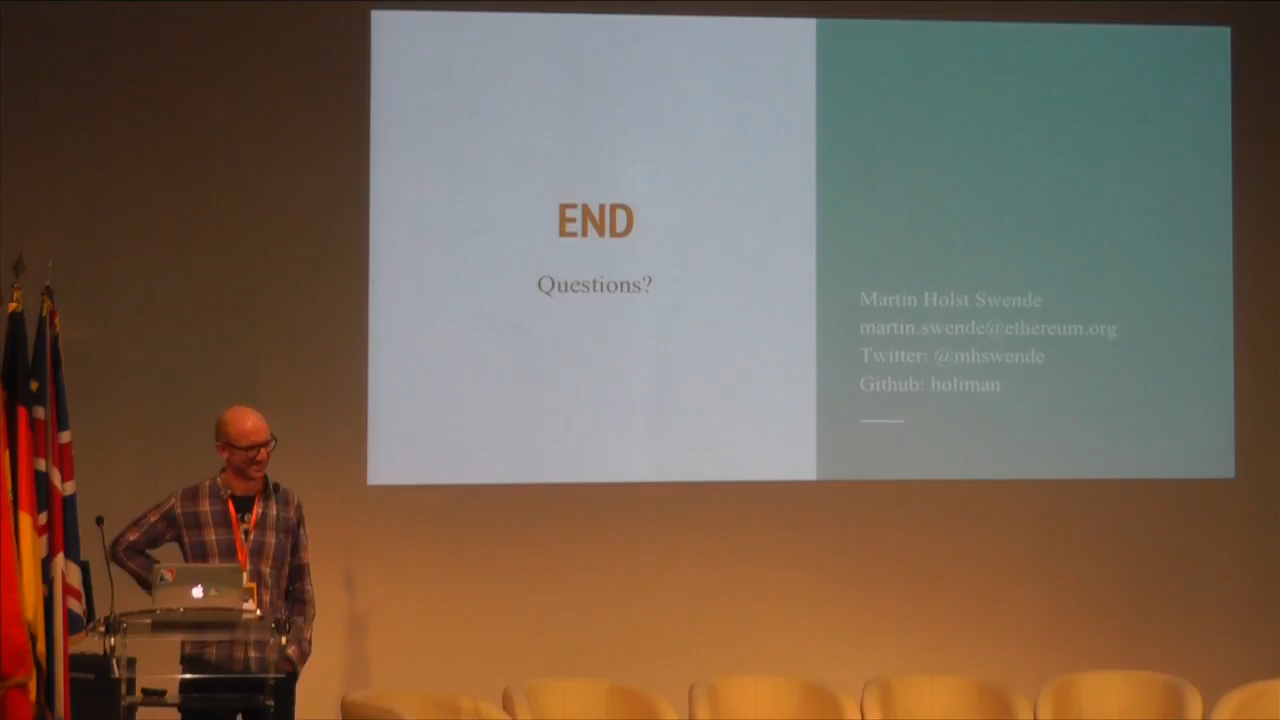 END
Questions?
Martin Holst Swende
martin.swende@ethereum.org
Twitter: @mhswende
Github: holiman